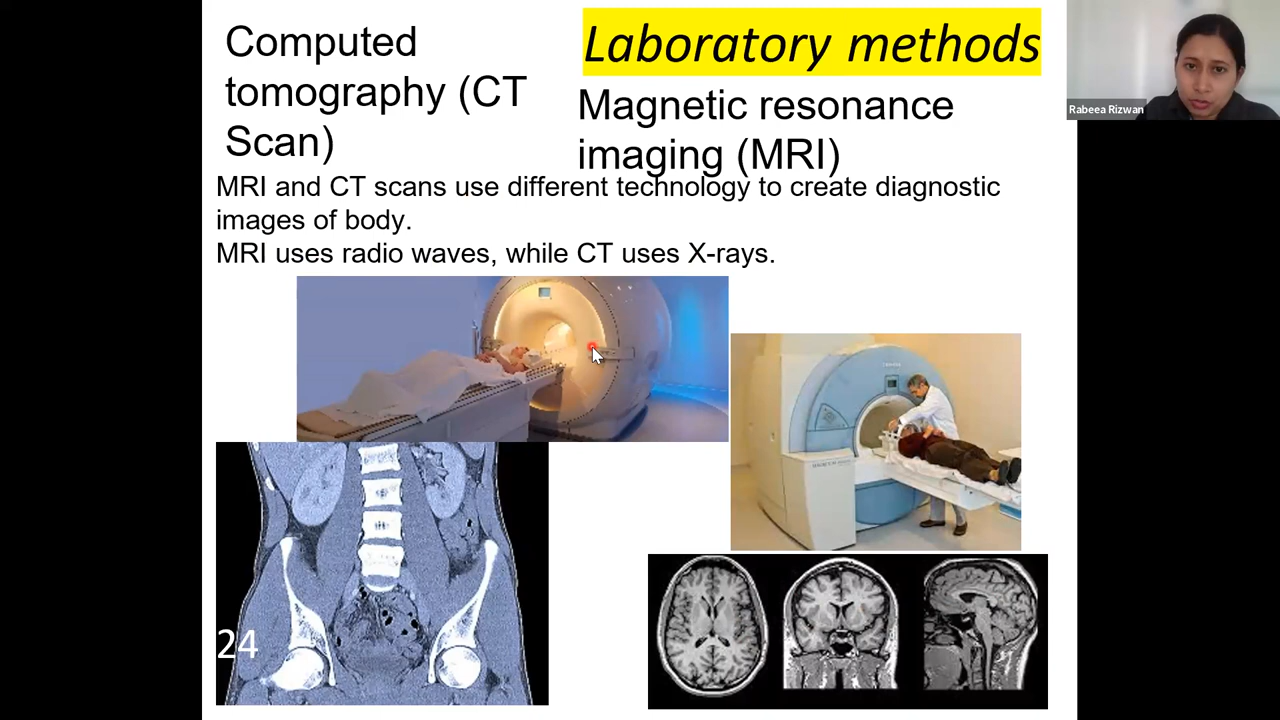 Computed
tomography (CT
Scan)
Laboratory methods
Magnetic resonance
imaging (MRI)
MRI and CT scans use different technology to create diagnostic
images of body.
MRI uses radio waves, while CT uses X-rays.
24
Rabeea Rizwan